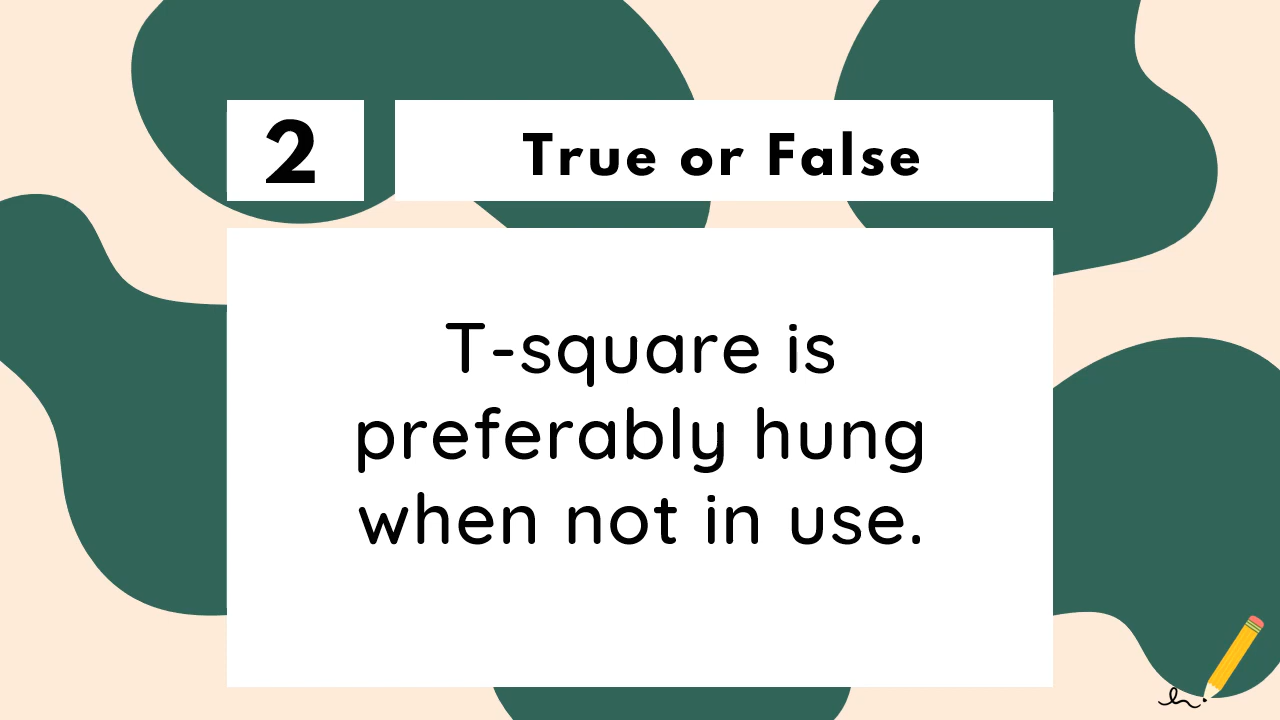 2
True or False
T-square is
preferably hung
when not in use.